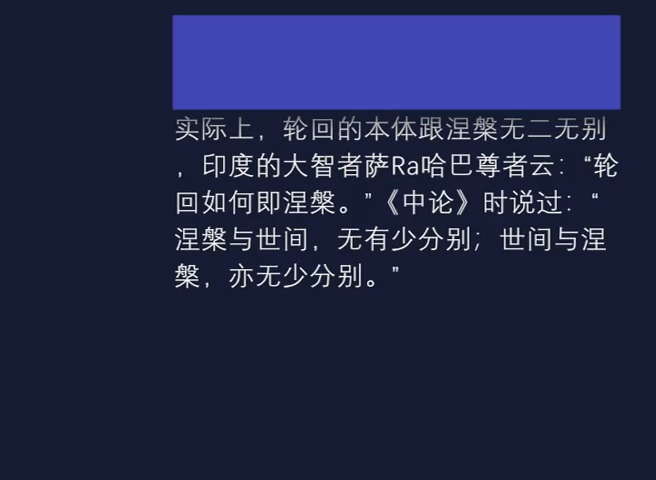 实际上，轮回的本体跟涅槃无二无别
，印度的大智者萨Ra哈巴尊者云：“轮
回如何即涅槃。”《中论》时说过：“
涅槃与世间，无有少分别；世间与涅
槃，亦无少分别。”